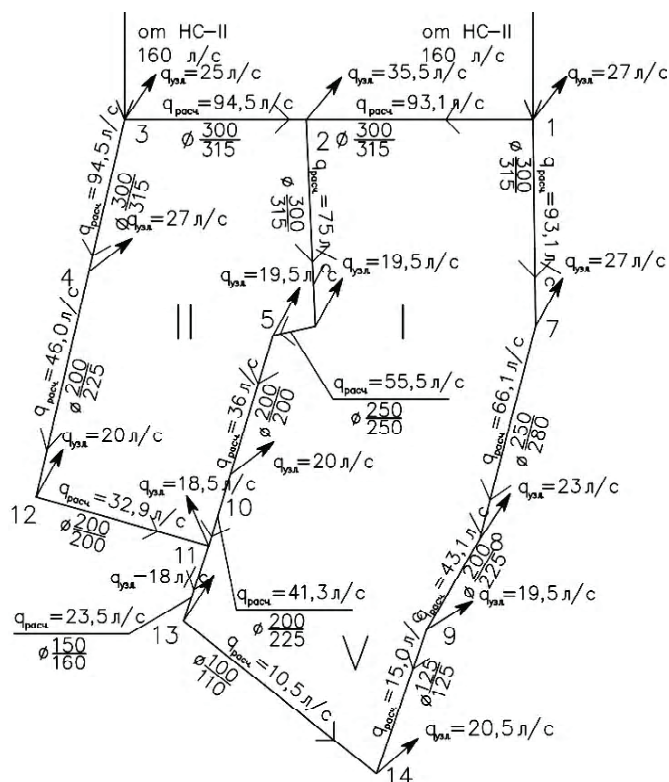 от НС-II
160 л/с
от НС-II
160 л/с
qузл.=25 л/с
qузл.=35,5 л/с
qузл.=27 л/с
qрасч.=94,5 л/с
qрасч.=93,1 л/с
3
2
1
ø 300/315
ø 300/315
qрасч.=94,5 л/с
ø 300/315
qрасч.=75 л/с
ø 300/315
qрасч.=93,1 л/с
ø 300/315
qузл.=27 л/с
4
qузл.=19,5 л/с
qузл.=19,5 л/с
qузл.=27 л/с
II
5
I
7
qрасч.=46,0 л/с
ø 200/225
qрасч.=36 л/с
ø 200/200
qрасч.=55,5 л/с
ø 250/250
qрасч.=66,1 л/с
ø 250/280
qузл.=20 л/с
qузл.=20 л/с
qузл.=18,5 л/с
qузл.=23 л/с
12
qрасч.=32,9 л/с
ø 200/200
10
11
8
qрасч.=43,1 л/с
ø 200/225
qузл.–18 л/с
qрасч.=41,3 л/с
ø 200/225
qузл.=19,5 л/с
qрасч.=23,5 л/с
ø 150/160
13
9
V
qрасч.=10,5 л/с
ø 100/110
qрасч.=15,0 л/с
ø 125/125
qузл.=20,5 л/с
14